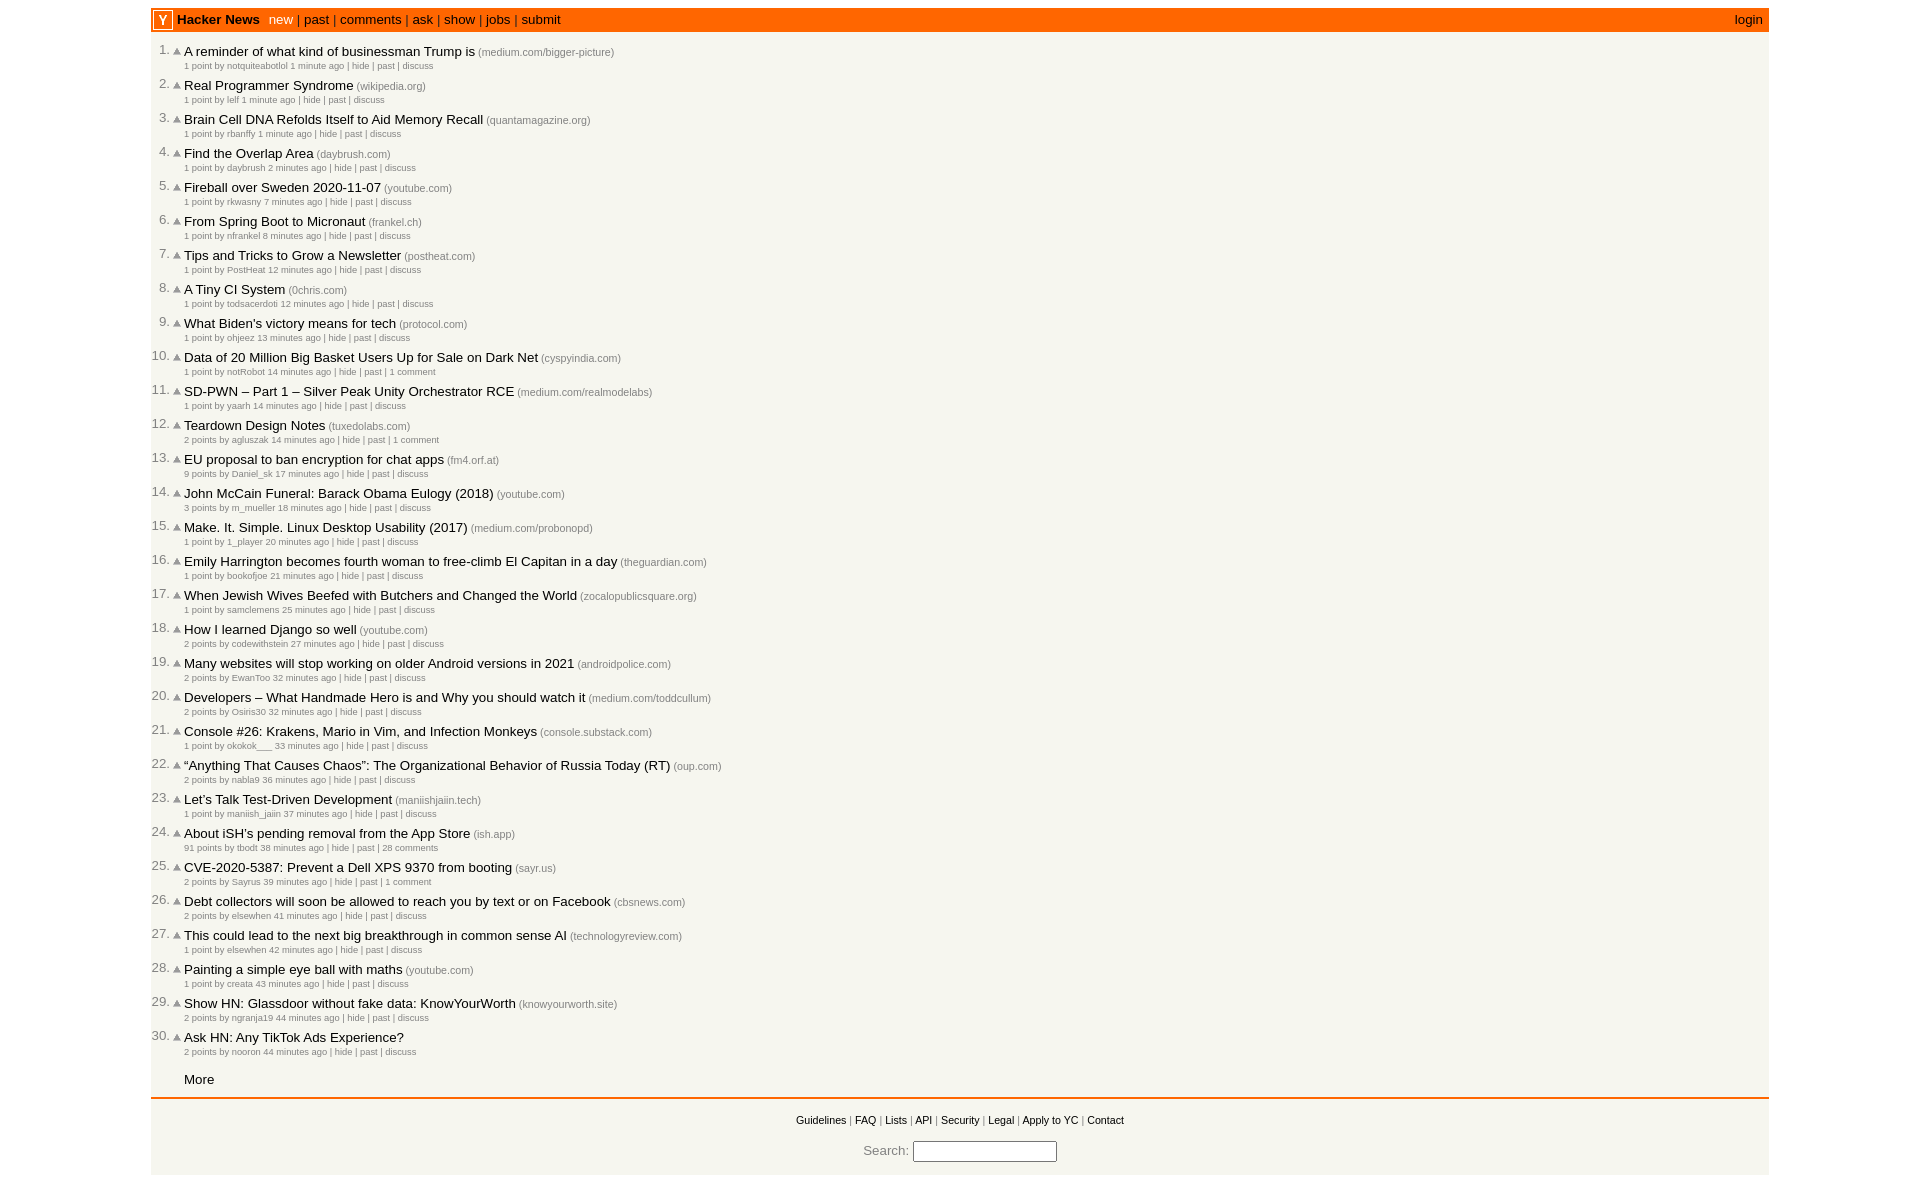 Y Hacker News new | past | comments | ask | show | jobs | submit login
1. A reminder of what kind of businessman Trump is (medium.com/bigger-picture)
1 point by notquiteabotlol 1 minute ago | hide | past | discuss
2. Real Programmer Syndrome (wikipedia.org)
1 point by lelf 1 minute ago | hide | past | discuss
3. Brain Cell DNA Refolds Itself to Aid Memory Recall (quantamagazine.org)
1 point by rbanffy 1 minute ago | hide | past | discuss
4. Find the Overlap Area (daybrush.com)
1 point by daybrush 2 minutes ago | hide | past | discuss
5. Fireball over Sweden 2020-11-07 (youtube.com)
1 point by rkwasny 7 minutes ago | hide | past | discuss
6. From Spring Boot to Micronaut (frankel.ch)
1 point by nfrankel 8 minutes ago | hide | past | discuss
7. Tips and Tricks to Grow a Newsletter (postheat.com)
1 point by PostHeat 12 minutes ago | hide | past | discuss
8. A Tiny CI System (0chris.com)
1 point by todsacerdoti 12 minutes ago | hide | past | discuss
9. What Biden's victory means for tech (protocol.com)
1 point by ohjeez 13 minutes ago | hide | past | discuss
10. Data of 20 Million Big Basket Users Up for Sale on Dark Net (cyspyindia.com)
1 point by notRobot 14 minutes ago | hide | past | 1 comment
11. SD-PWN – Part 1 – Silver Peak Unity Orchestrator RCE (medium.com/realmodelabs)
1 point by yaarh 14 minutes ago | hide | past | discuss
12. Teardown Design Notes (tuxedolabs.com)
2 points by agluszak 14 minutes ago | hide | past | 1 comment
13. EU proposal to ban encryption for chat apps (fm4.orf.at)
9 points by Daniel_sk 17 minutes ago | hide | past | discuss
14. John McCain Funeral: Barack Obama Eulogy (2018) (youtube.com)
3 points by m_mueller 18 minutes ago | hide | past | discuss
15. Make. It. Simple. Linux Desktop Usability (2017) (medium.com/probonopd)
1 point by 1_player 20 minutes ago | hide | past | discuss
16. Emily Harrington becomes fourth woman to free-climb El Capitan in a day (theguardian.com)
1 point by bookofjoe 21 minutes ago | hide | past | discuss
17. When Jewish Wives Beefed with Butchers and Changed the World (zocalopublicsquare.org)
1 point by samclemens 25 minutes ago | hide | past | discuss
18. How I learned Django so well (youtube.com)
2 points by codewithstein 27 minutes ago | hide | past | discuss
19. Many websites will stop working on older Android versions in 2021 (androidpolice.com)
2 points by EwanToo 32 minutes ago | hide | past | discuss
20. Developers – What Handmade Hero is and Why you should watch it (medium.com/toddcullum)
2 points by Osiris30 32 minutes ago | hide | past | discuss
21. Console #26: Krakens, Mario in Vim, and Infection Monkeys (console.substack.com)
1 point by okokok___ 33 minutes ago | hide | past | discuss
22. “Anything That Causes Chaos”: The Organizational Behavior of Russia Today (RT) (oup.com)
2 points by nabla9 36 minutes ago | hide | past | discuss
23. Let’s Talk Test-Driven Development (maniishjaiin.tech)
1 point by maniish_jaiin 37 minutes ago | hide | past | discuss
24. About iSH’s pending removal from the App Store (ish.app)
91 points by tbodt 38 minutes ago | hide | past | 28 comments
25. CVE-2020-5387: Prevent a Dell XPS 9370 from booting (sayr.us)
2 points by Sayrus 39 minutes ago | hide | past | 1 comment
26. Debt collectors will soon be allowed to reach you by text or on Facebook (cbsnews.com)
2 points by elsewhen 41 minutes ago | hide | past | discuss
27. This could lead to the next big breakthrough in common sense AI (technologyreview.com)
1 point by elsewhen 42 minutes ago | hide | past | discuss
28. Painting a simple eye ball with maths (youtube.com)
1 point by creata 43 minutes ago | hide | past | discuss
29. Show HN: Glassdoor without fake data: KnowYourWorth (knowyourworth.site)
2 points by ngranja19 44 minutes ago | hide | past | discuss
30. Ask HN: Any TikTok Ads Experience?
2 points by nooron 44 minutes ago | hide | past | discuss
More
Guidelines | FAQ | Lists | API | Security | Legal | Apply to YC | Contact
Search: